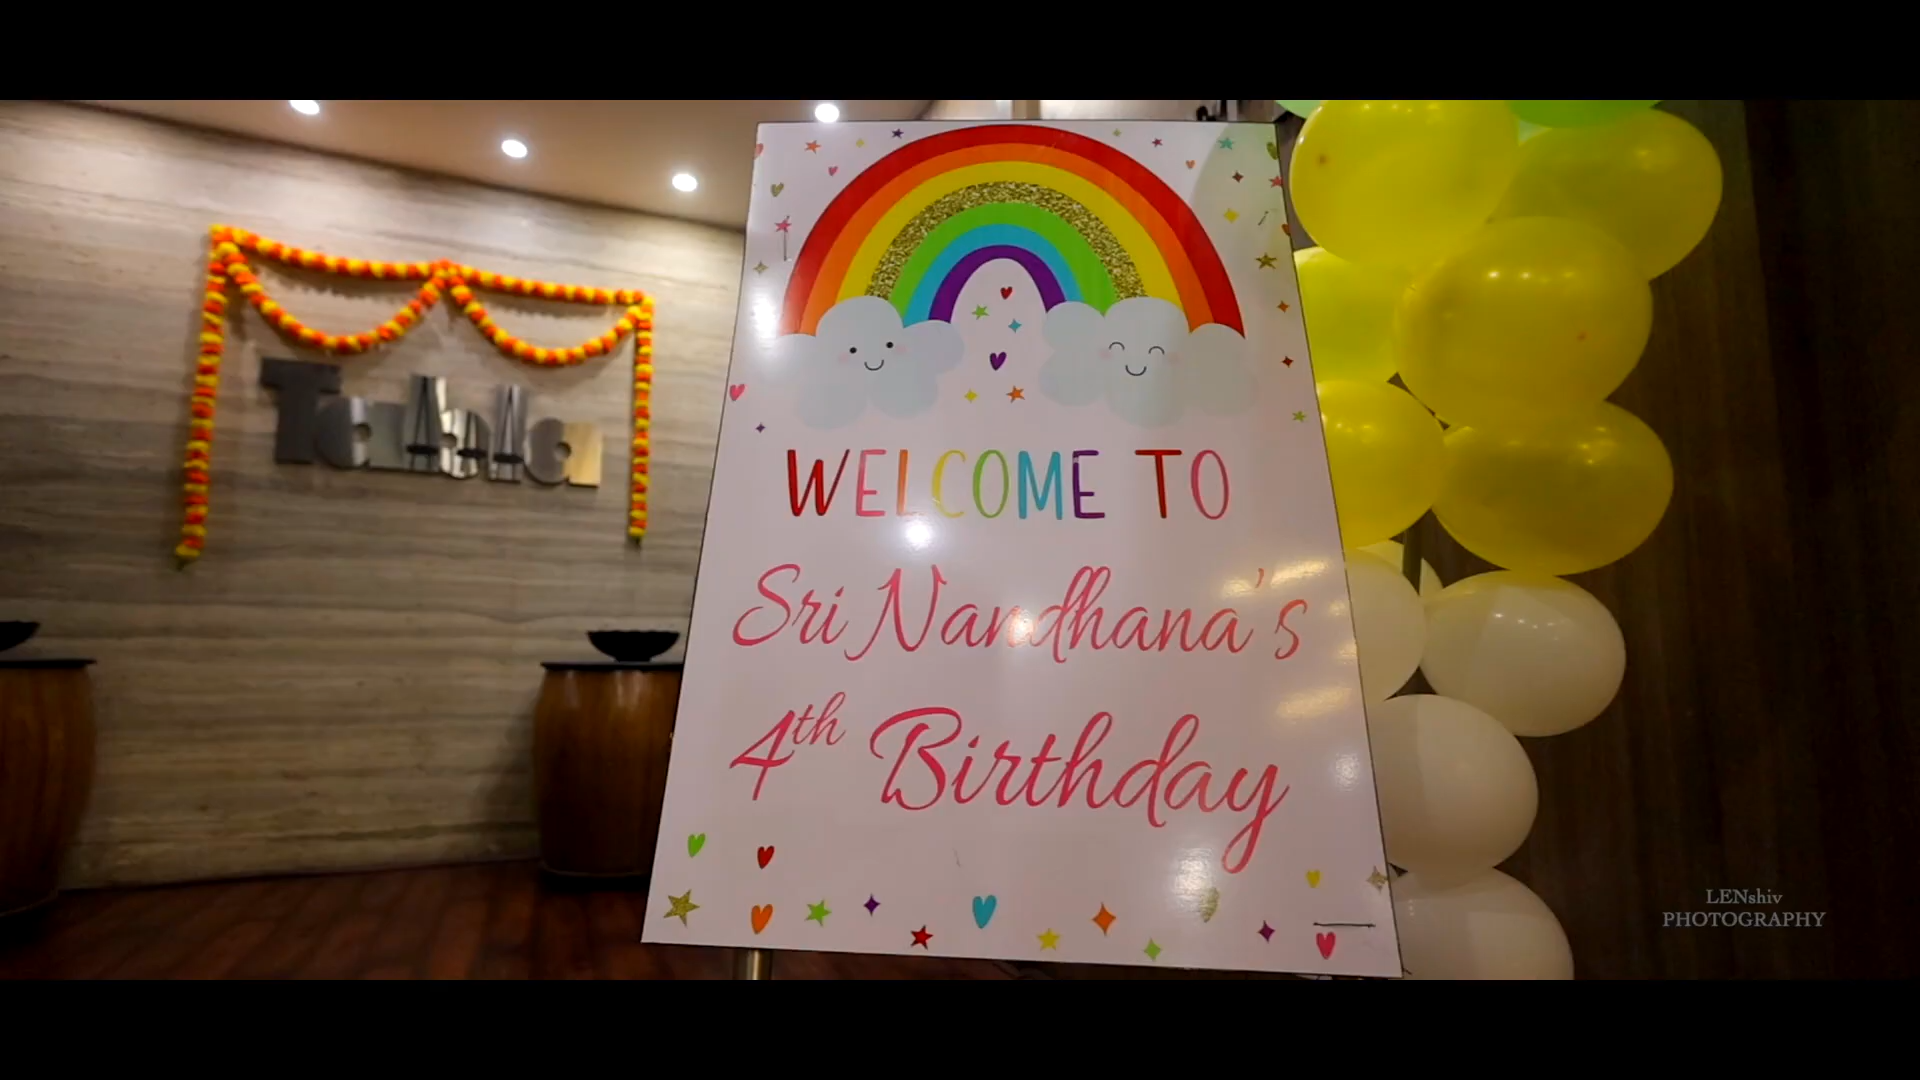 WELCOME TO
Sri Nandhana's
4th Birthday
LENshiv
PHOTOGRAPHY